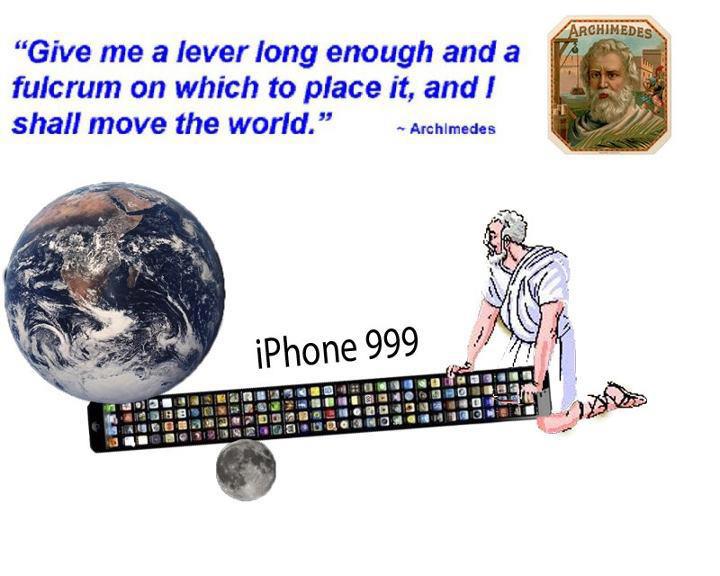 “Give me a lever long enough and a
fulcrum on which to place it, and I
shall move the world.” ~ Archimedes
ARCHIMEDES
iPhone 999